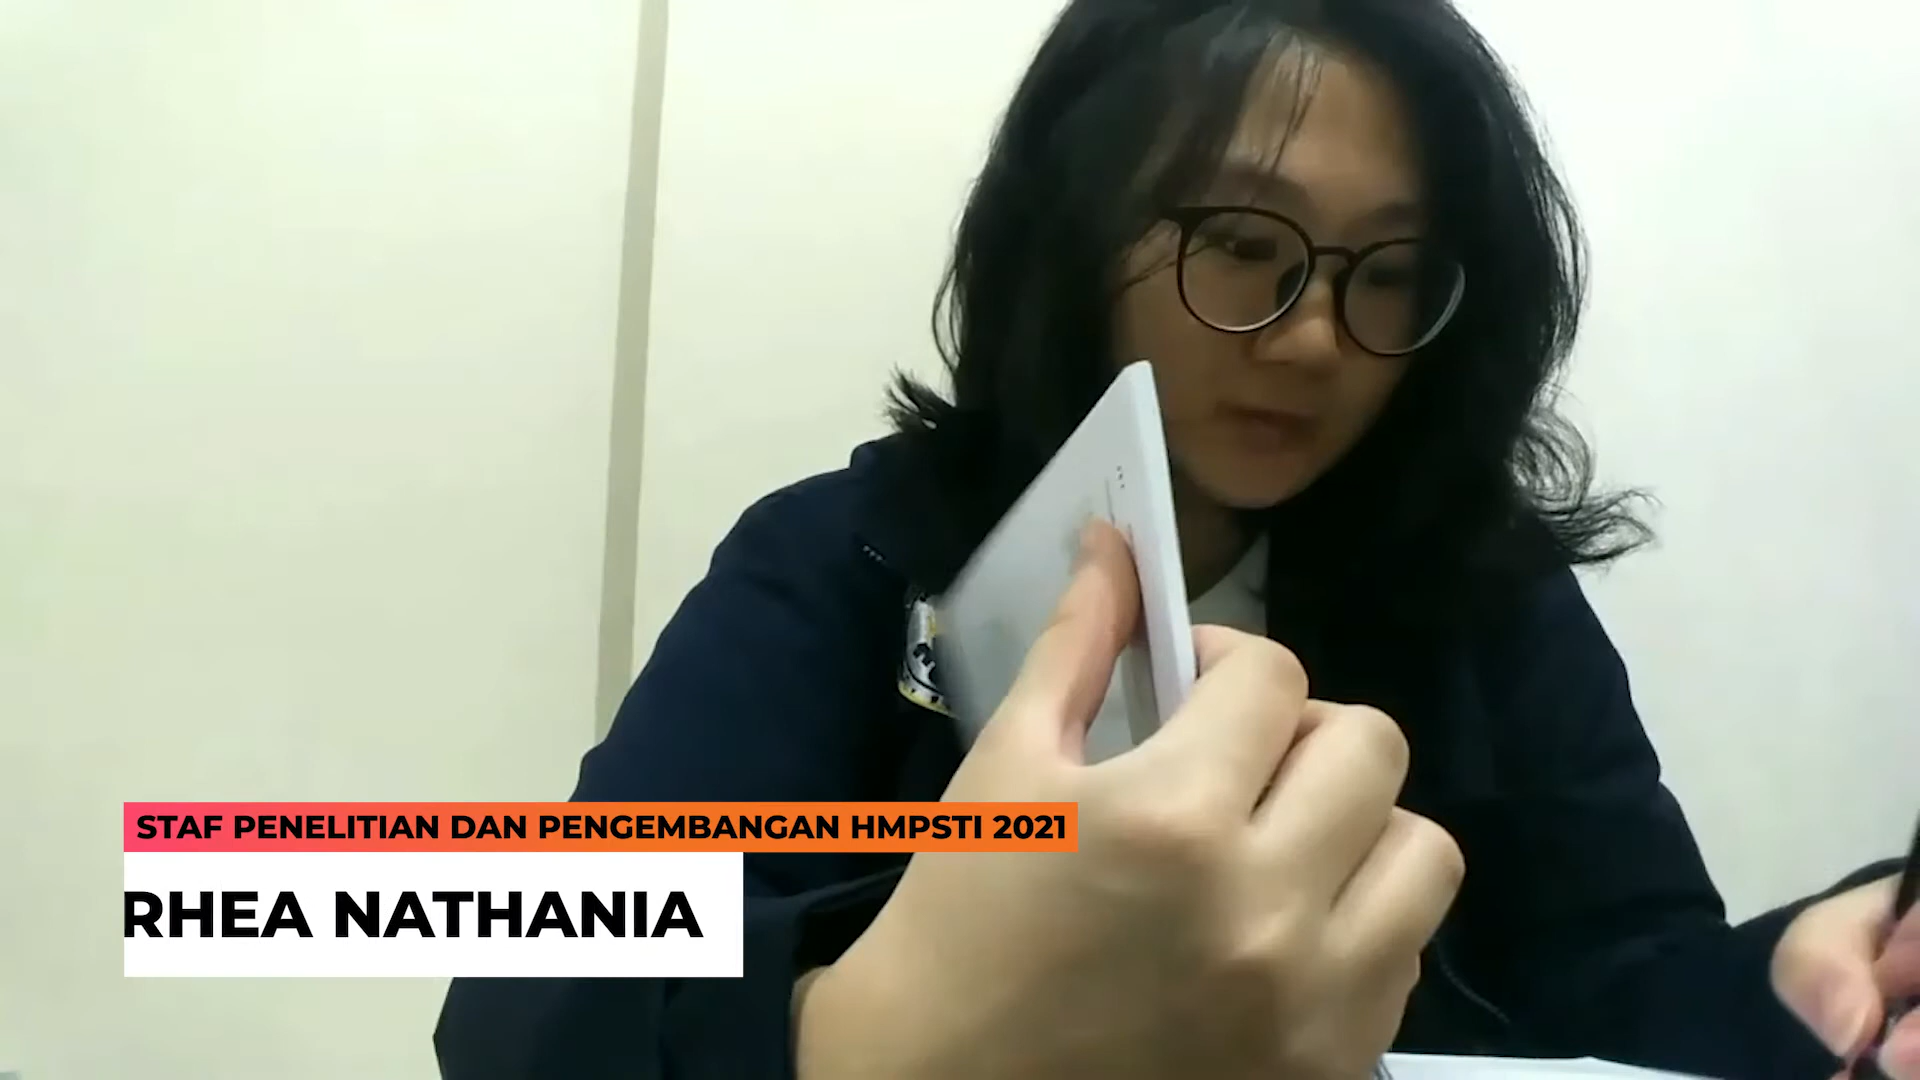 STAF PENELITIAN DAN PENGEMBANGAN HMPSTI 2021
RHEA NATHANIA